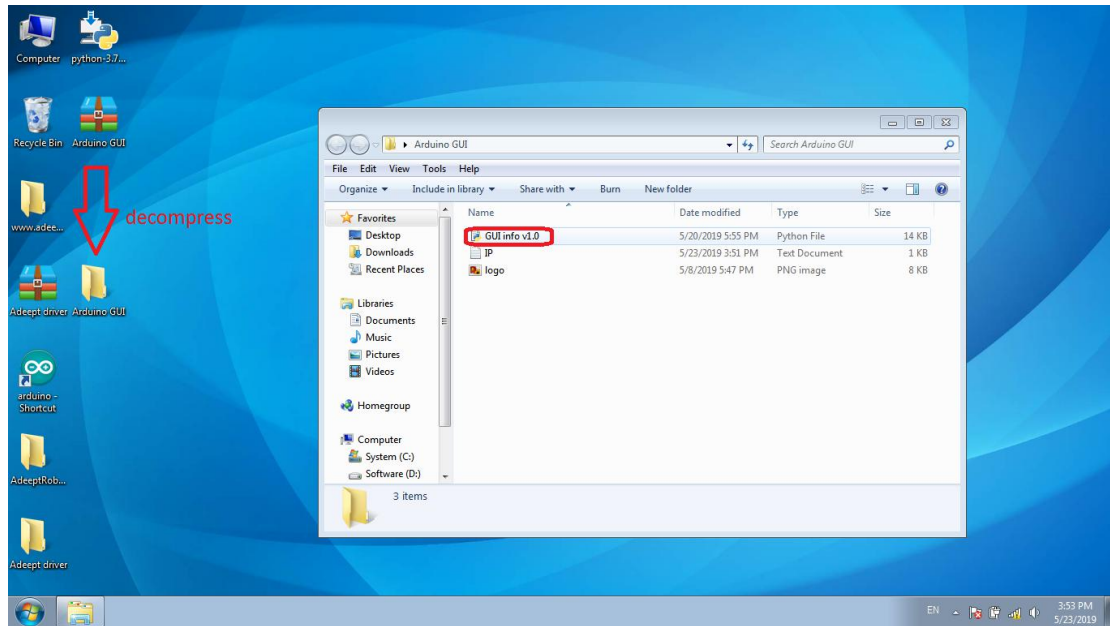 Computer
python-3.7...
Recycle Bin
Arduino GUI
www.adee...
decompress
Adeept driver
Arduino GUI
arduino -
Shortcut
AdeeptRob...
Adeept driver
Arduino GUI
Search Arduino GUI
File Edit View Tools Help
Organize Include in library Share with Burn New folder
Favorites
Desktop
Downloads
Recent Places
Libraries
Documents
Music
Pictures
Videos
Homegroup
Computer
System (C:)
Software (D:)
Name Date modified Type Size
GUI info v1.0 5/20/2019 5:55 PM Python File 14 KB
IP 5/23/2019 3:51 PM Text Document 1 KB
logo 5/8/2019 5:47 PM PNG image 8 KB
3 items
EN
3:53 PM
5/23/2019